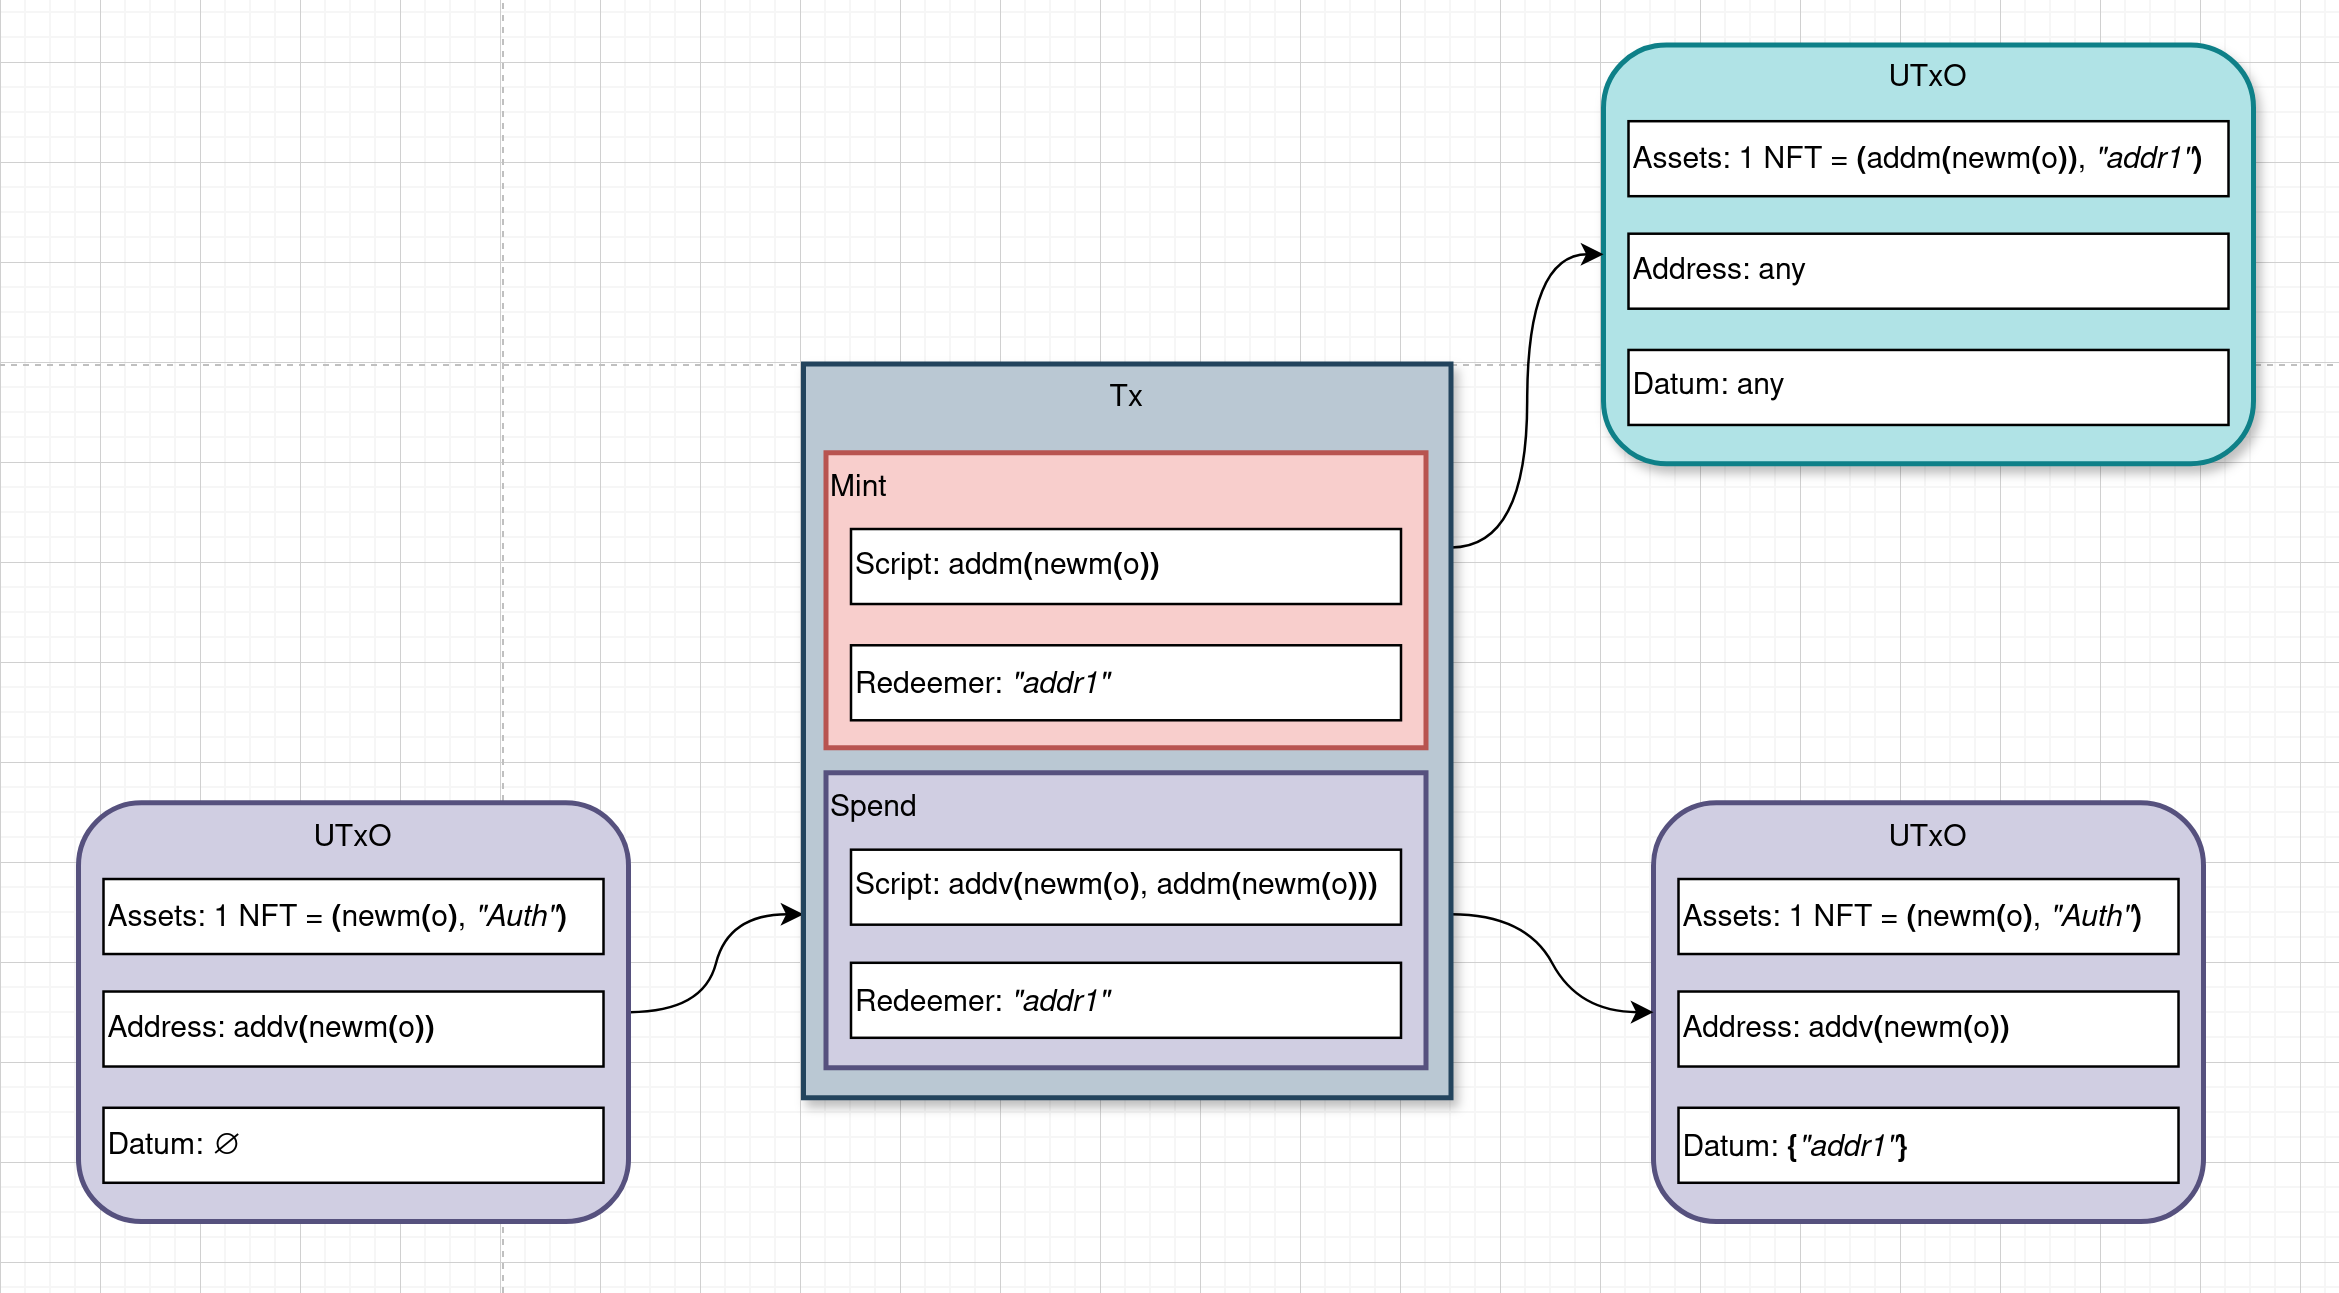 UTxO
Assets: 1 NFT = (addm(newm(o)), "addr1")
Address: any
Datum: any
Tx
Mint
Script: addm(newm(o))
Redeemer: "addr1"
Spend
Script: addv(newm(o), addm(newm(o)))
Redeemer: "addr1"
UTxO
Assets: 1 NFT = (newm(o), "Auth")
Address: addv(newm(o))
Datum: ∅
UTxO
Assets: 1 NFT = (newm(o), "Auth")
Address: addv(newm(o))
Datum: {"addr1"}